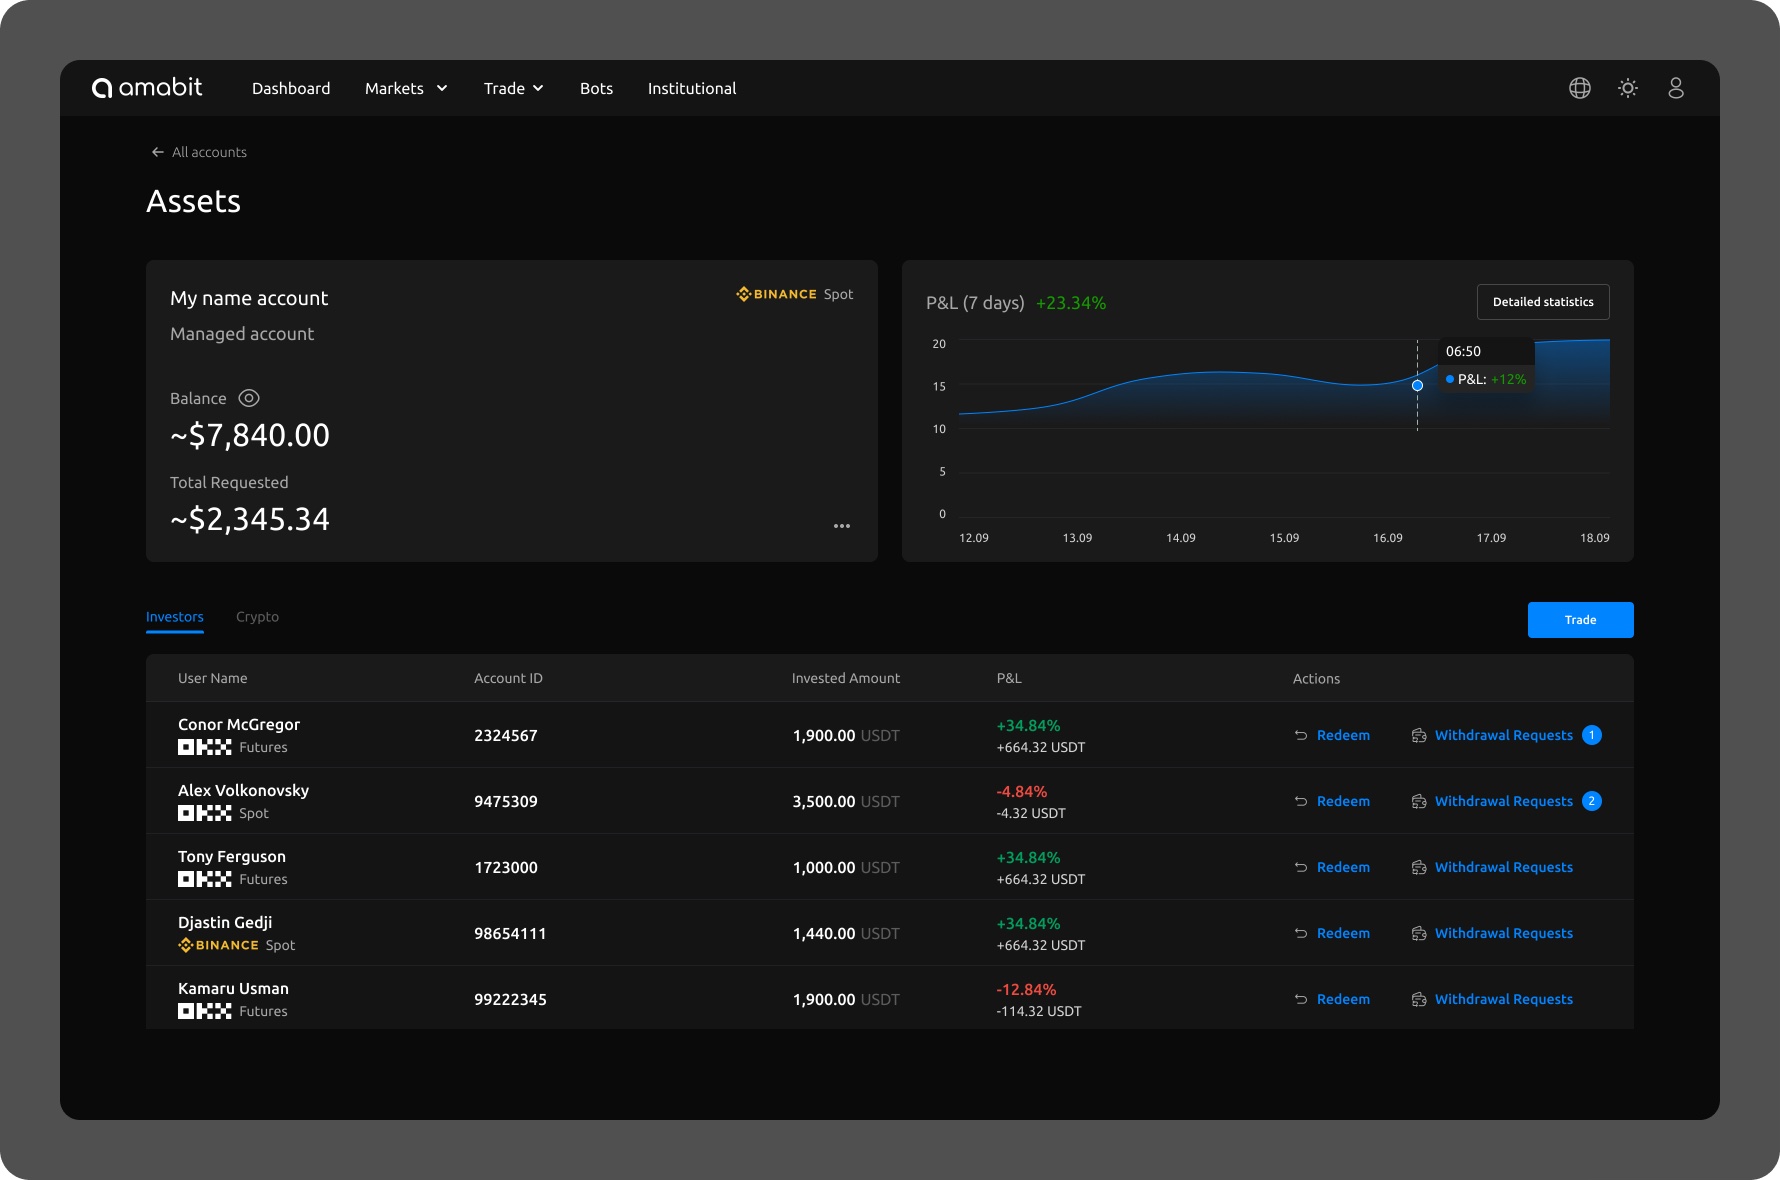 amabit
Dashboard Markets Trade Bots Institutional
All accounts
Assets
My name account
BINANCE Spot
Managed account
Balance
~$7,840.00
Total Requested
~$2,345.34
P&L (7 days) +23.34%
Detailed statistics
20
15
10
5
0
06:50
P&L: +12%
12.09 13.09 14.09 15.09 16.09 17.09 18.09
Investors Crypto
Trade
User Name Account ID Invested Amount P&L Actions
Conor McGregor
OKX Futures
2324567
1,900.00 USDT
+34.84%
+664.32 USDT
Redeem
Withdrawal Requests 1
Alex Volkonovsky
OKX Spot
9475309
3,500.00 USDT
-4.84%
-4.32 USDT
Redeem
Withdrawal Requests 2
Tony Ferguson
OKX Futures
1723000
1,000.00 USDT
+34.84%
+664.32 USDT
Redeem
Withdrawal Requests
Djastin Gedji
BINANCE Spot
98654111
1,440.00 USDT
+34.84%
+664.32 USDT
Redeem
Withdrawal Requests
Kamaru Usman
OKX Futures
99222345
1,900.00 USDT
-12.84%
-114.32 USDT
Redeem
Withdrawal Requests